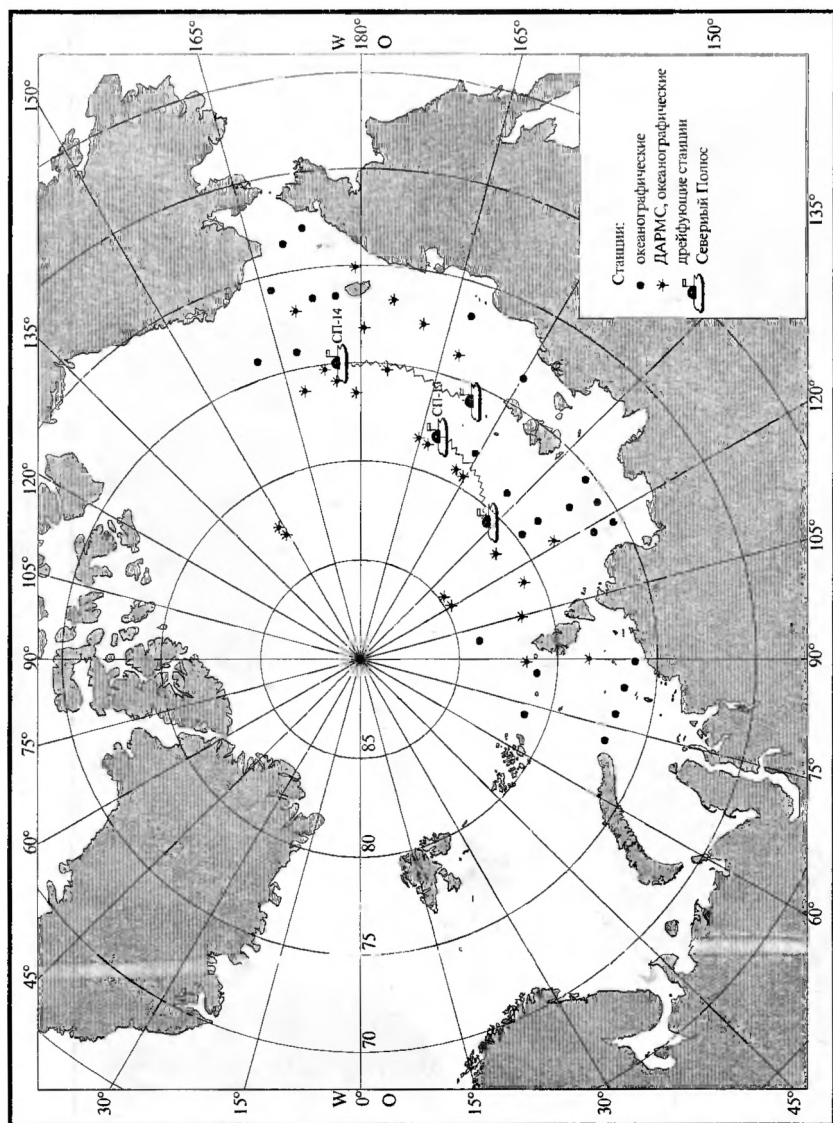 45°
60°
75°
90°
105°
120°
135°
150°
30°
15°
W
0°
O
15°
30°
45°
70
75
80
85
СП-14
СП-13
165°
W
180°
O
165°
150°
Станции:
океанографические
ДАРМС, океанографические
дрейфующие станции
Северный Полюс
60°
75°
90°
105°
120°
135°